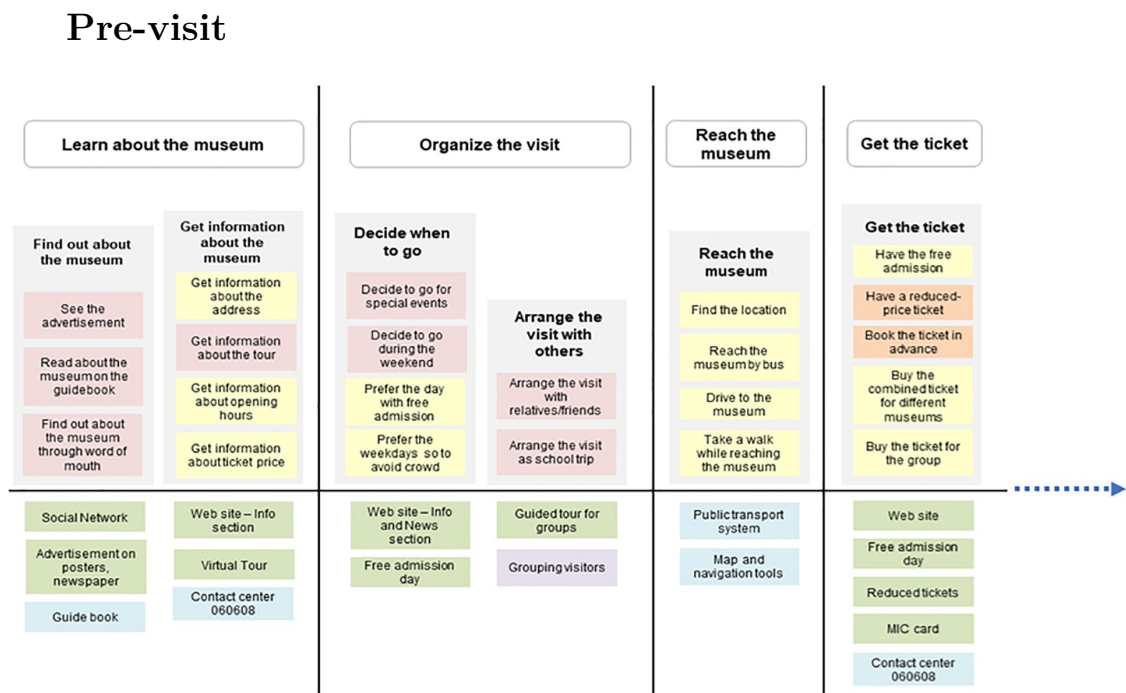 Pre-visit
Learn about the museum
Organize the visit
Reach the
museum
Get the ticket
Find out about
the museum
See the
advertisement
Read about the
museum on the
guidebook
Find out about
the museum
through word of
mouth
Get information
about the
museum
Get information
about the
address
Get information
about the tour
Get information
about opening
hours
Get information
about ticket price
Decide when
to go
Decide to go for
special events
Decide to go
during the
weekend
Prefer the day
with free
admission
Prefer the
weekdays so to
avoid crowd
Arrange the
visit with
others
Arrange the visit
with
relatives/friends
Arrange the visit
as school trip
Reach the
museum
Find the location
Reach the
museum by bus
Drive to the
museum
Take a walk
while reaching
the museum
Get the ticket
Have the free
admission
Have a reduced-
price ticket
Book the ticket in
advance
Buy the
combined ticket
for different
museums
Buy the ticket for
the group
Social Network
Advertisement on
posters,
newspaper
Guide book
Web site – Info
section
Virtual Tour
Contact center
060608
Web site – Info
and News
section
Free admission
day
Guided tour for
groups
Grouping visitors
Public transport
system
Map and
navigation tools
Web site
Free admission
day
Reduced tickets
MIC card
Contact center
060608